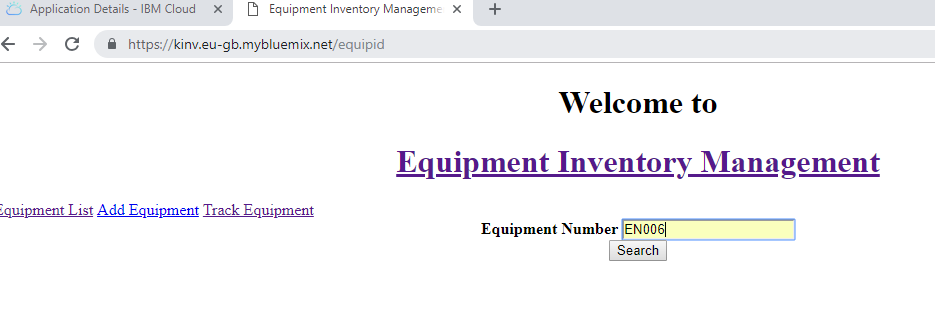 Application Details - IBM Cloud
Equipment Inventory Manageme
https://kinv.eu-gb.mybluemix.net/equipid
Welcome to
Equipment Inventory Management
Equipment List Add Equipment Track Equipment
Equipment Number EN006
Search